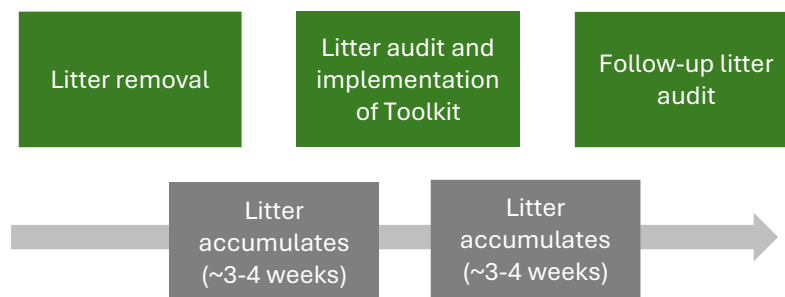 Litter removal
Litter audit and
implementation
of Toolkit
Follow-up litter
audit
Litter
accumulates
(~3-4 weeks)
Litter
accumulates
(~3-4 weeks)